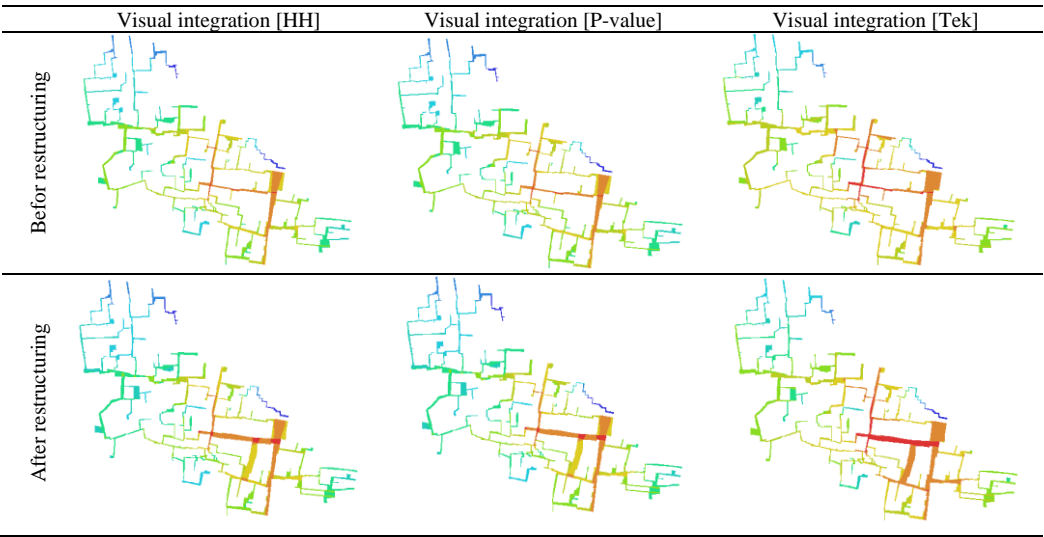 Visual integration [HH] Visual integration [P-value] Visual integration [Tek]
Befor restructuring
After restructuring